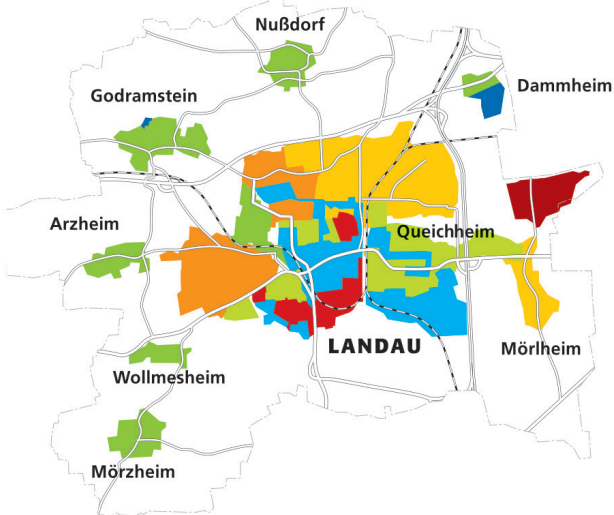 Nußdorf
Godramstein
Dammheim
Arzheim
Queichheim
LANDAU
Mörlheim
Wollmesheim
Mörzheim